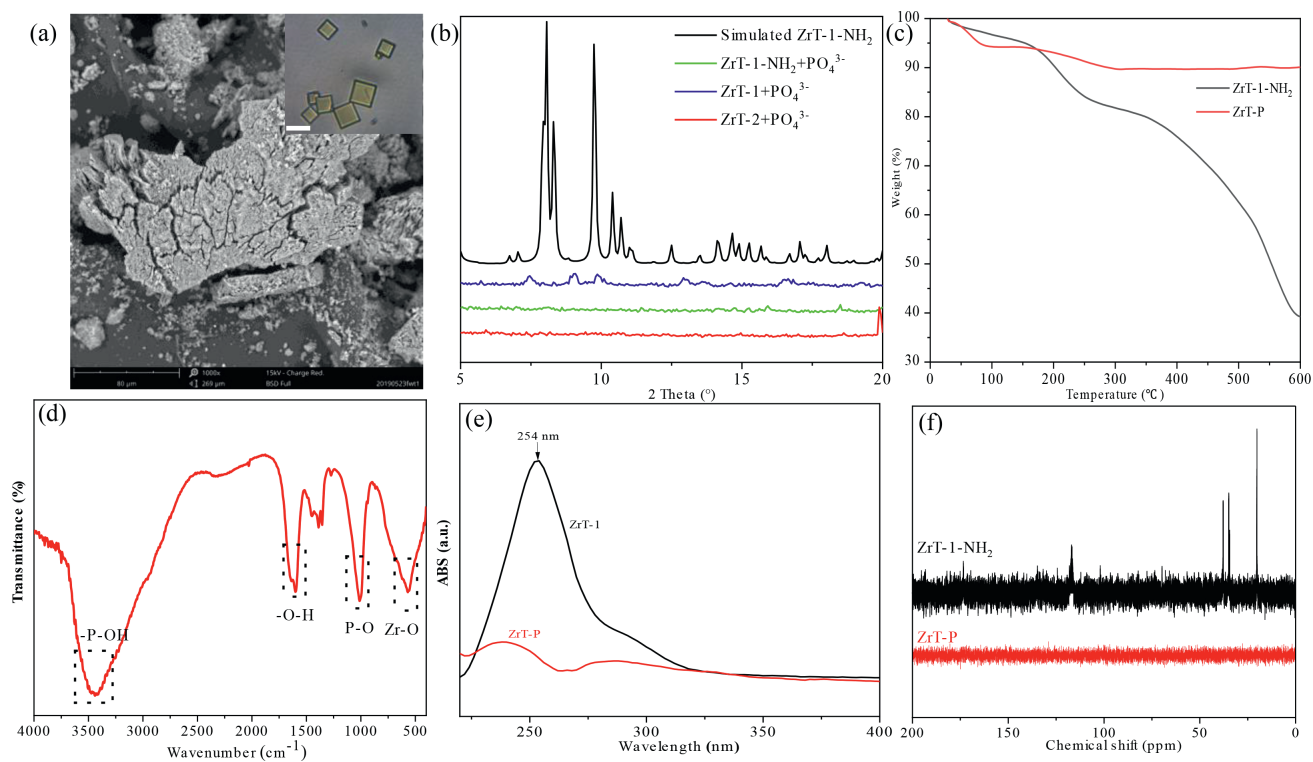 (a)
80 μm
1000x
269 μm
15kV - Charge Red.
BSD Full
20190523fwt1
(b)
Simulated ZrT-1-NH₂
ZrT-1-NH₂+PO₄³⁻
ZrT-1+PO₄³⁻
ZrT-2+PO₄³⁻
5
10
15
20
2 Theta (°)
(c)
ZrT-1-NH₂
ZrT-P
100
90
80
70
60
50
40
30
Weight (%)
0
100
200
300
400
500
600
Temperature (℃)
(d)
-P-OH
-O-H
P-O
Zr-O
Transmittance (%)
4000
3500
3000
2500
2000
1500
1000
500
Wavenumber (cm⁻¹)
(e)
254 nm
ZrT-1
ZrT-P
ABS (a.u.)
250
300
350
400
Wavelength (nm)
(f)
ZrT-1-NH₂
ZrT-P
200
150
100
50
0
Chemical shift (ppm)